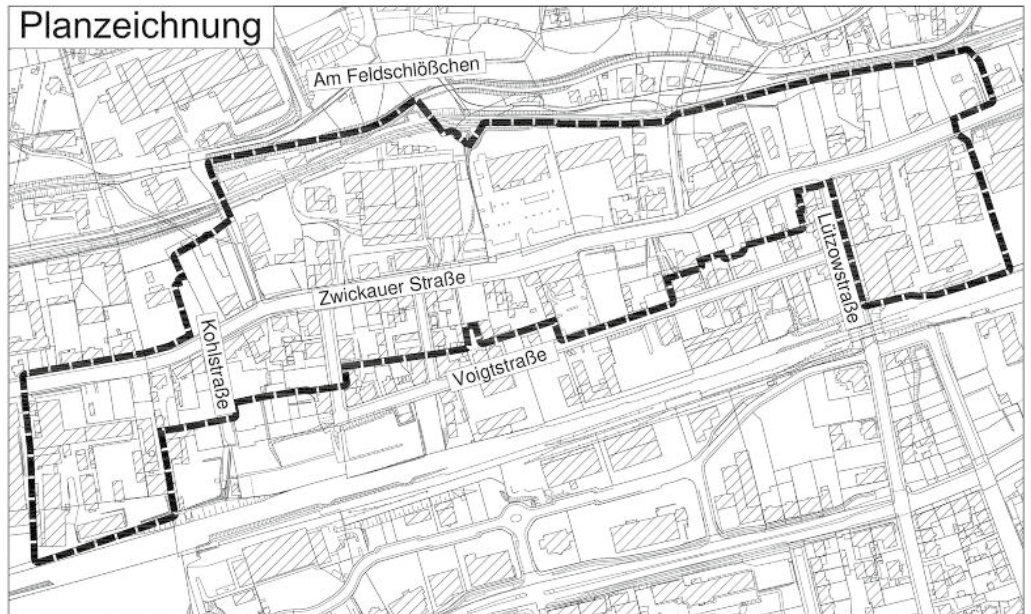 Planzeichnung
Am Feldschlößchen
Zwickauer Straße
Lützowstraße
Kohlstraße
Voigtstraße